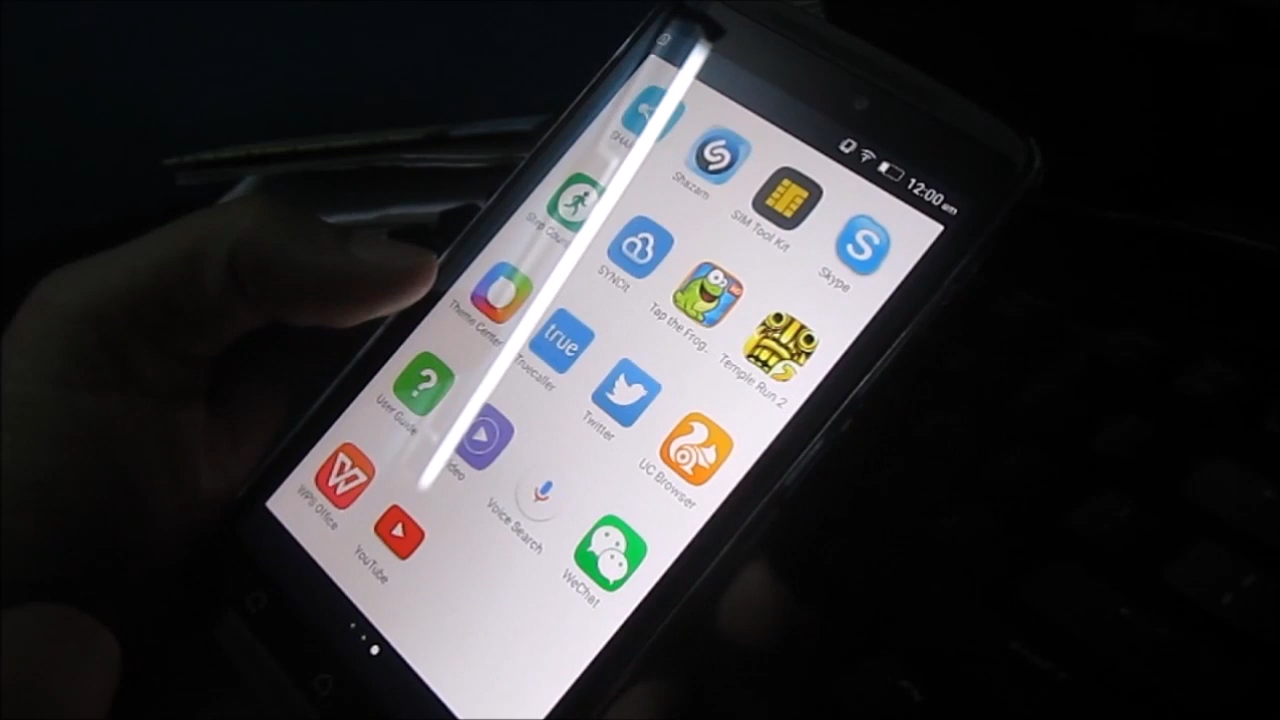 12:00 am
Shazam
SIM Tool Kit
Skype
Step
SYNCit
Tap the Frog..
Temple Run 2
Theme Center
true
Truecaller
Twitter
UC Browser
?
User Guide
Voice Search
WeChat
WPS Office
YouTube